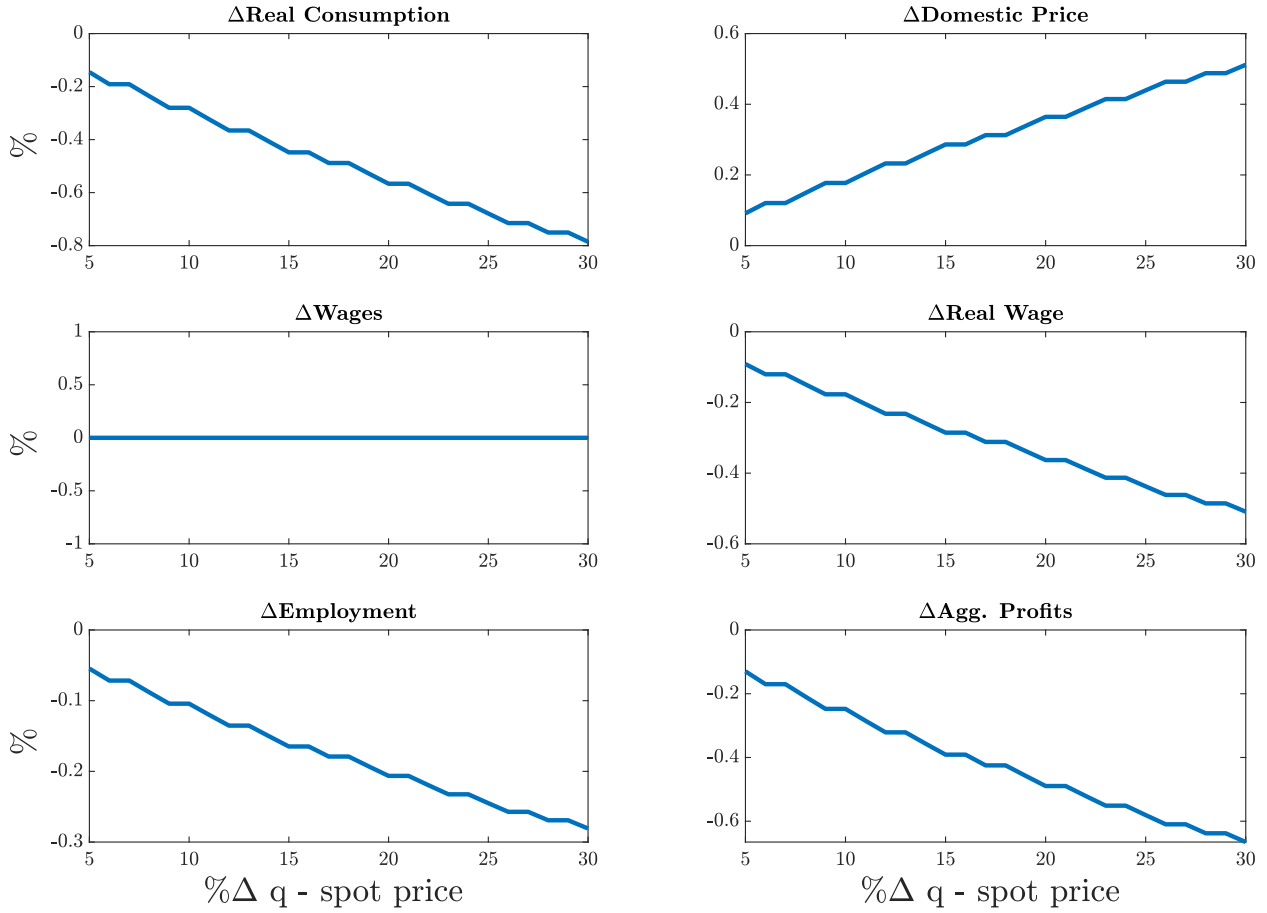 ΔReal Consumption
0
-0.2
-0.4
-0.6
-0.8
%
5 10 15 20 25 30
ΔDomestic Price
0.6
0.4
0.2
0
5 10 15 20 25 30
ΔWages
1
0.5
0
-0.5
-1
%
5 10 15 20 25 30
ΔReal Wage
0
-0.2
-0.4
-0.6
5 10 15 20 25 30
ΔEmployment
0
-0.1
-0.2
-0.3
%
5 10 15 20 25 30
%Δ q - spot price
ΔAgg. Profits
0
-0.2
-0.4
-0.6
5 10 15 20 25 30
%Δ q - spot price